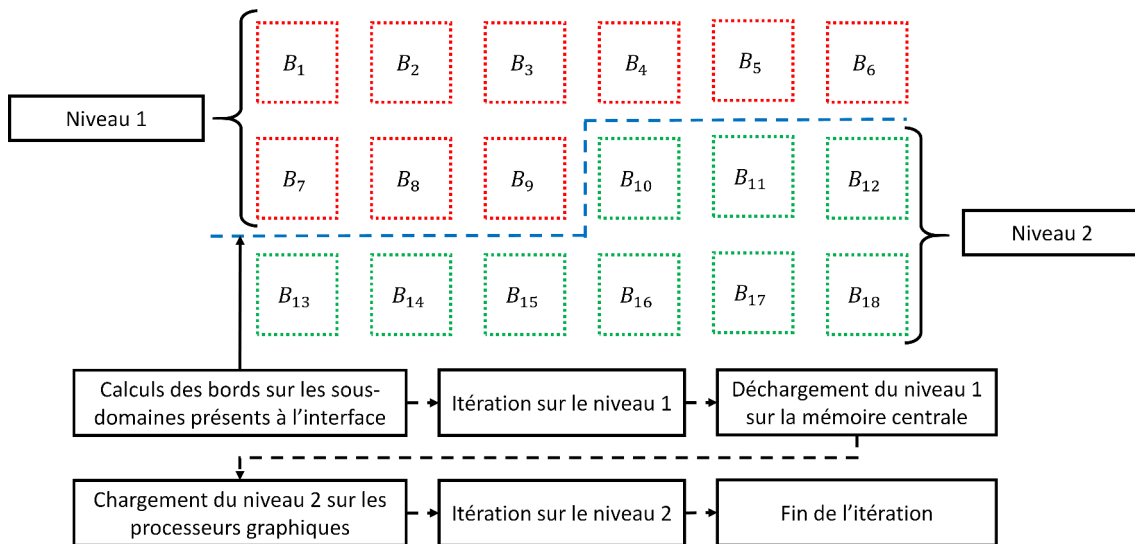 B₁ B₂ B₃ B₄ B₅ B₆
Niveau 1
B₇ B₈ B₉ B₁₀ B₁₁ B₁₂
Niveau 2
B₁₃ B₁₄ B₁₅ B₁₆ B₁₇ B₁₈
Calculs des bords sur les sous-
domaines présents à l’interface
Itération sur le niveau 1
Déchargement du niveau 1
sur la mémoire centrale
Chargement du niveau 2 sur les
processeurs graphiques
Itération sur le niveau 2
Fin de l’itération